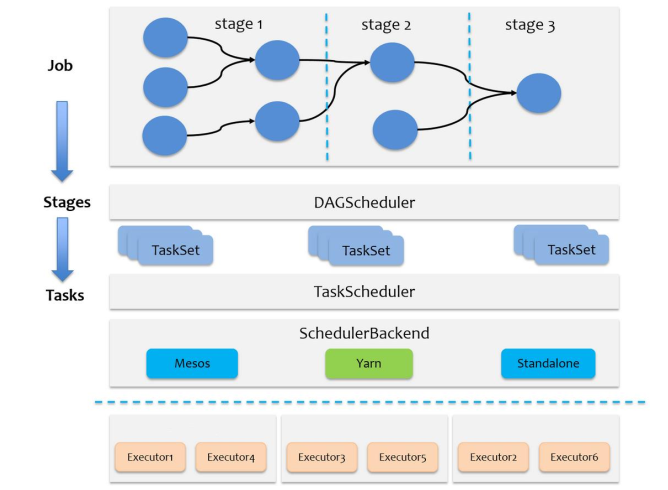 stage 1
stage 2
stage 3
Job
Stages
DAGScheduler
TaskSet
TaskSet
TaskSet
Tasks
TaskScheduler
SchedulerBackend
Mesos
Yarn
Standalone
Executor1
Executor4
Executor3
Executor5
Executor2
Executor6